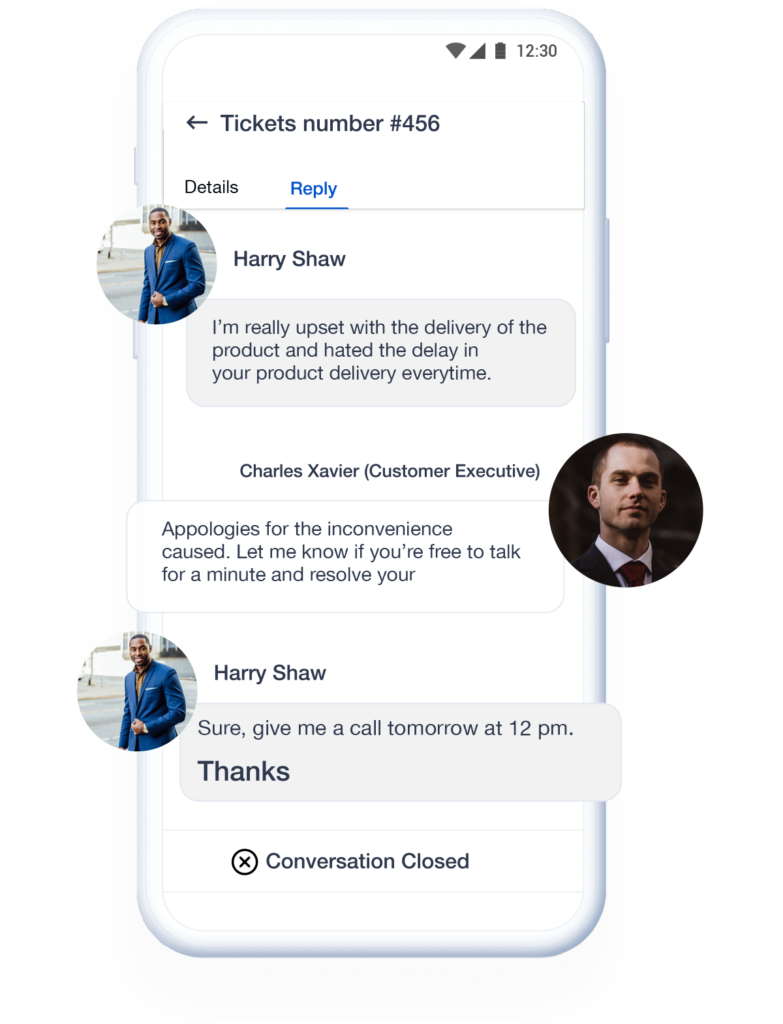 12:30
← Tickets number #456
Details Reply
Harry Shaw
I’m really upset with the delivery of the
product and hated the delay in
your product delivery everytime.
Charles Xavier (Customer Executive)
Appologies for the inconvenience
caused. Let me know if you’re free to talk
for a minute and resolve your
Harry Shaw
Sure, give me a call tomorrow at 12 pm.
Thanks
Conversation Closed